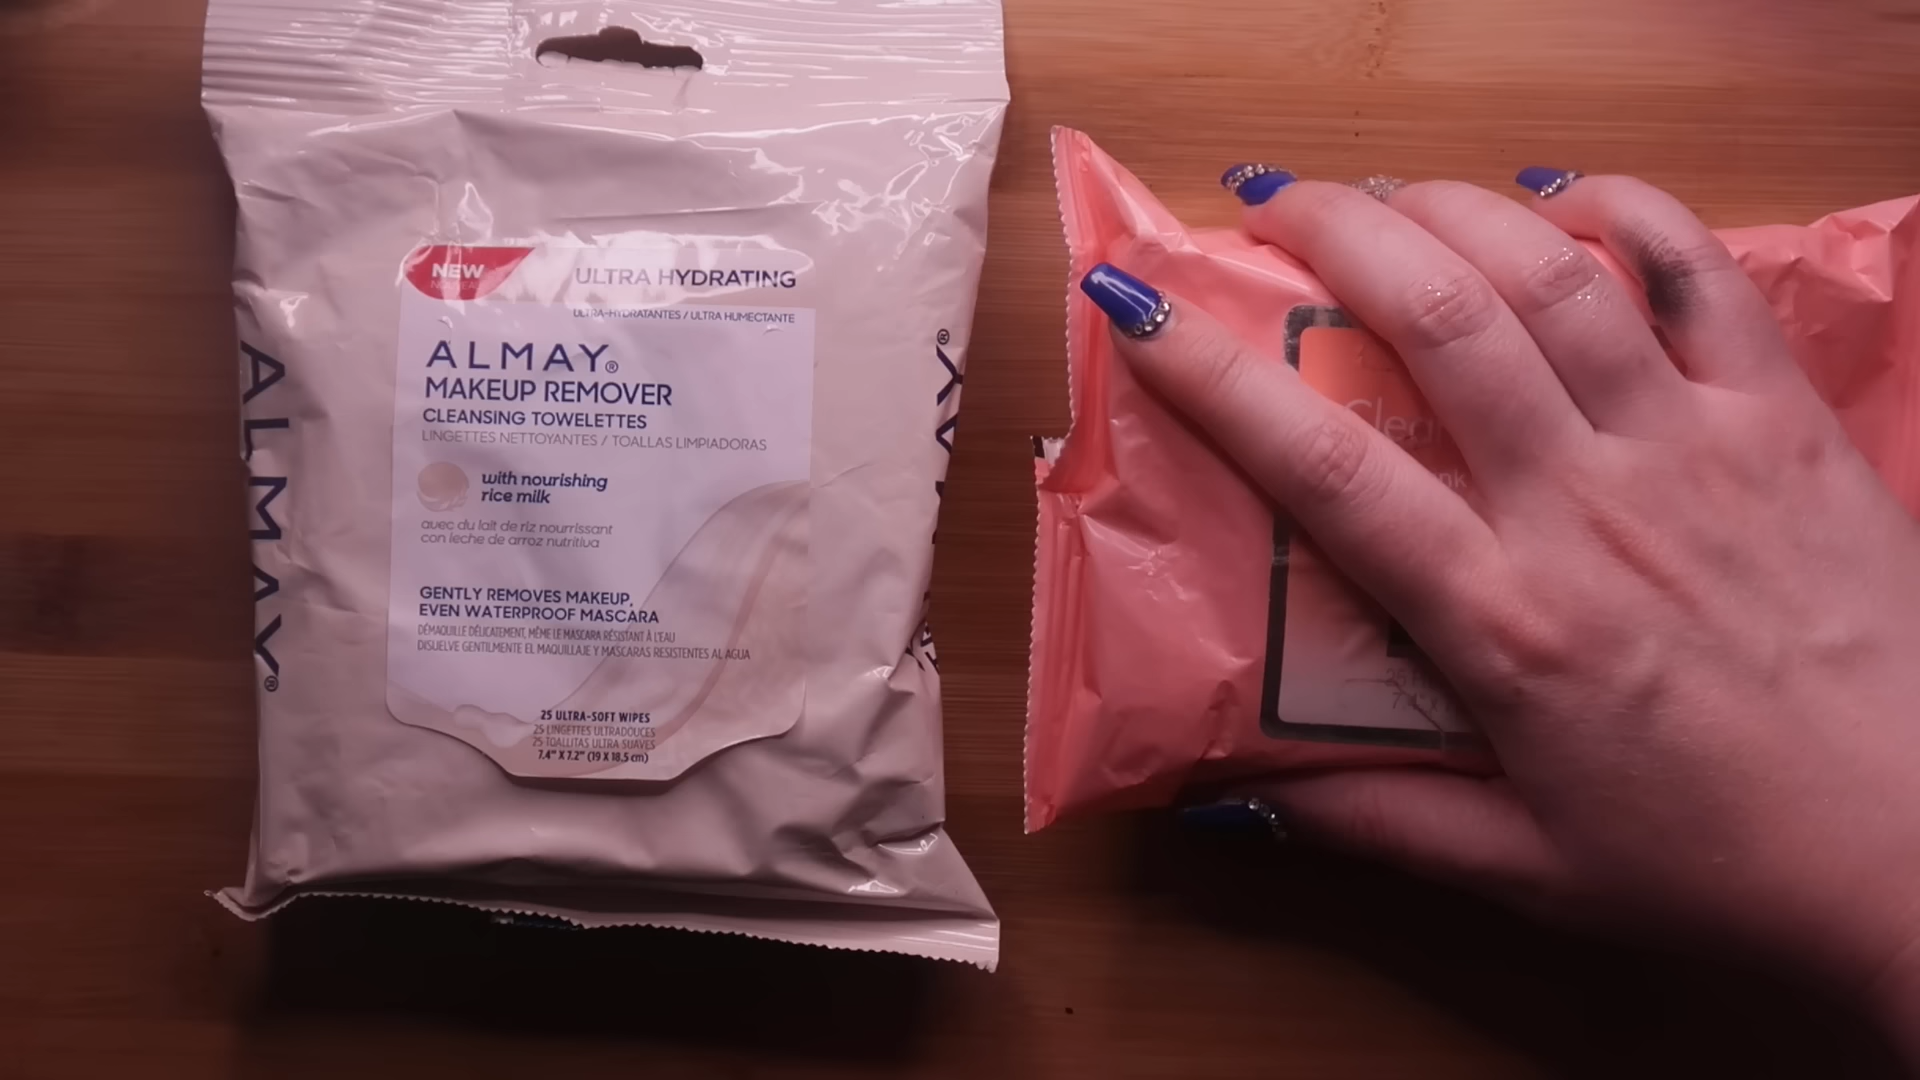 NEW
ULTRA HYDRATING
ULTRA-HYDRATANTES / ULTRA HUMECTANTE
ALMAY®
MAKEUP REMOVER
CLEANSING TOWELETTES
LINGETTES NETTOYANTES / TOALLAS LIMPIADORAS
with nourishing
rice milk
avec du lait de riz nourrissant
con leche de arroz nutritiva
GENTLY REMOVES MAKEUP,
EVEN WATERPROOF MASCARA
DÉMAQUILLE DÉLICATEMENT, MÊME LE MASCARA RÉSISTANT À L'EAU
DISUELVE GENTILMENTE EL MAQUILLAJE Y MASCARAS RESISTENTES AL AGUA
25 ULTRA-SOFT WIPES
25 LINGETTES ULTRADOUCES
25 TOALLITAS ULTRA SUAVES
7.4" X 7.2" (19 X 18.5 cm)
ALMAY®